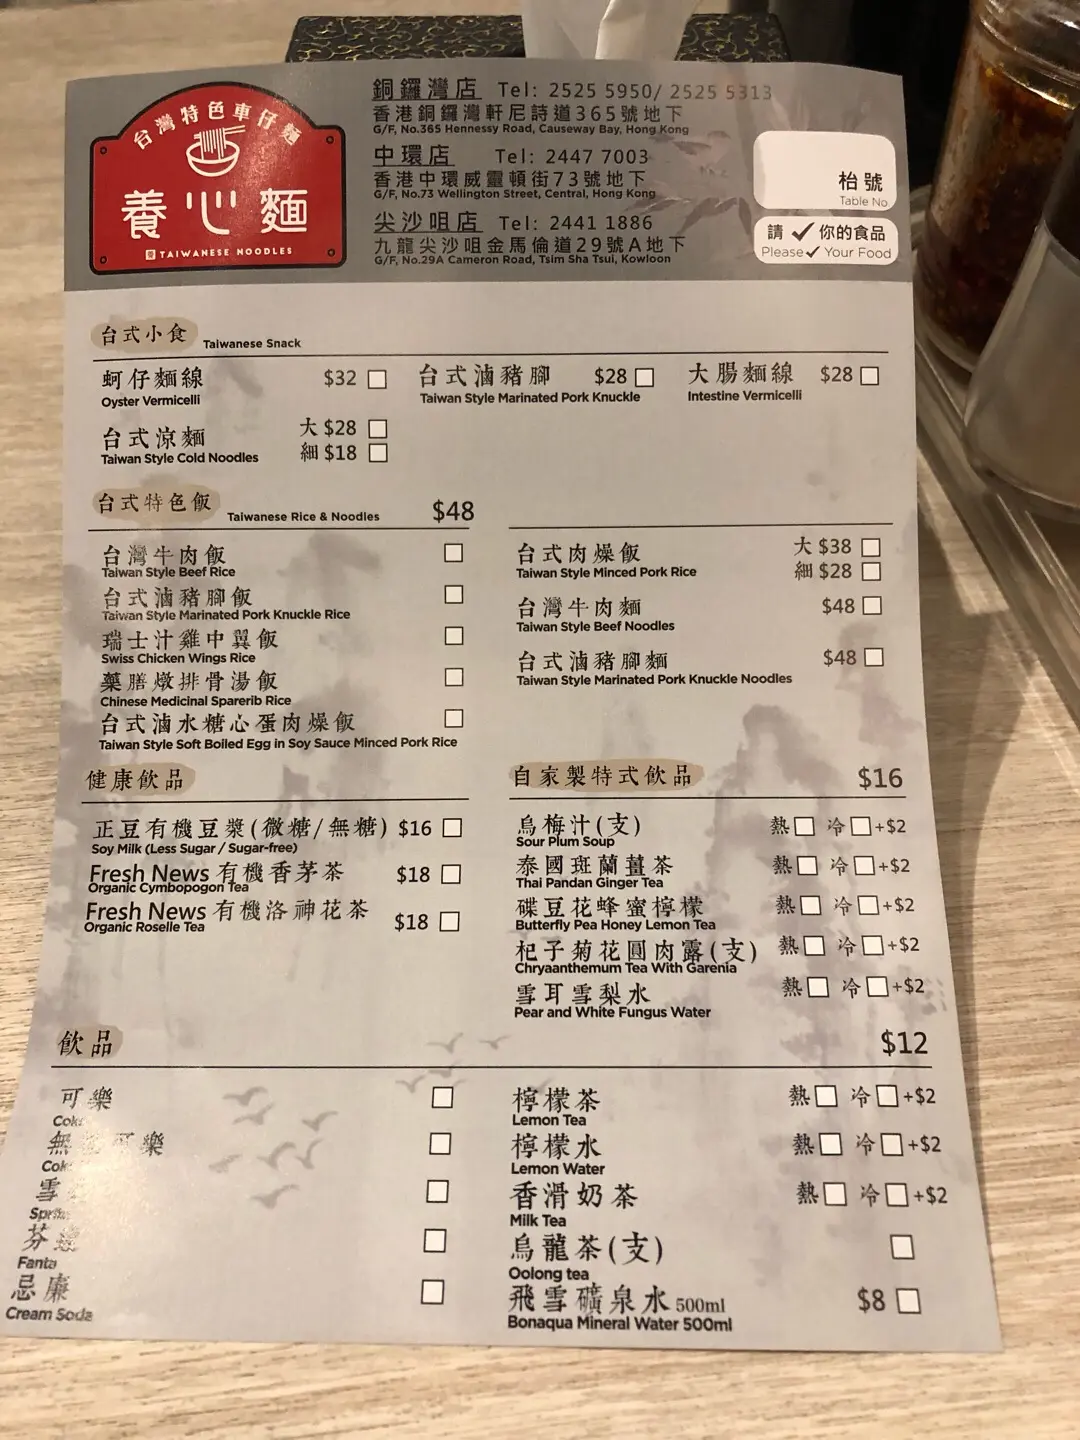 台灣特色車仔麵
養心麵
TAIWANESE NOODLES
銅鑼灣店 Tel: 2525 5950/ 2525 5313
香港銅鑼灣軒尼詩道365號地下
G/F, No.365 Hennessy Road, Causeway Bay, Hong Kong
中環店 Tel: 2447 7003
香港中環威靈頓街73號地下
G/F, No.73 Wellington Street, Central, Hong Kong
尖沙咀店 Tel: 2441 1886
九龍尖沙咀金馬倫道29號A地下
G/F, No.29A Cameron Road, Tsim Sha Tsui, Kowloon
枱號
Table No.
請 ✓ 你的食品
Please ✓ Your Food
台式小食 Taiwanese Snack
蚵仔麵線 $32
Oyster Vermicelli
台式滷豬腳 $28
Taiwan Style Marinated Pork Knuckle
大腸麵線 $28
Intestine Vermicelli
台式涼麵 大 $28
Taiwan Style Cold Noodles 細 $18
台式特色飯 Taiwanese Rice & Noodles $48
台灣牛肉飯
Taiwan Style Beef Rice
台式滷豬腳飯
Taiwan Style Marinated Pork Knuckle Rice
瑞士汁雞中翼飯
Swiss Chicken Wings Rice
藥膳燉排骨湯飯
Chinese Medicinal Sparerib Rice
台式滷水糖心蛋肉燥飯
Taiwan Style Soft Boiled Egg in Soy Sauce Minced Pork Rice
台式肉燥飯 大 $38
Taiwan Style Minced Pork Rice 細 $28
台灣牛肉麵 $48
Taiwan Style Beef Noodles
台式滷豬腳麵 $48
Taiwan Style Marinated Pork Knuckle Noodles
健康飲品
正豆有機豆漿(微糖/無糖) $16
Soy Milk (Less Sugar / Sugar-free)
Fresh News 有機香茅茶 $18
Organic Cymbopogon Tea
Fresh News 有機洛神花茶 $18
Organic Roselle Tea
自家製特式飲品 $16
烏梅汁(支) 熱 冷 +$2
Sour Plum Soup
泰國班蘭薑茶 熱 冷 +$2
Thai Pandan Ginger Tea
碟豆花蜂蜜檸檬 熱 冷 +$2
Butterfly Pea Honey Lemon Tea
杞子菊花圓肉露(支) 熱 冷 +$2
Chryaanthemum Tea With Garenia
雪耳雪梨水 熱 冷 +$2
Pear and White Fungus Water
飲品 $12
可樂
無 可樂
雪
芬
Fanta
忌廉
Cream Soda
檸檬茶 熱 冷 +$2
Lemon Tea
檸檬水 熱 冷 +$2
Lemon Water
香滑奶茶 熱 冷 +$2
Milk Tea
烏龍茶(支)
Oolong tea
飛雪礦泉水 500ml $8
Bonaqua Mineral Water 500ml